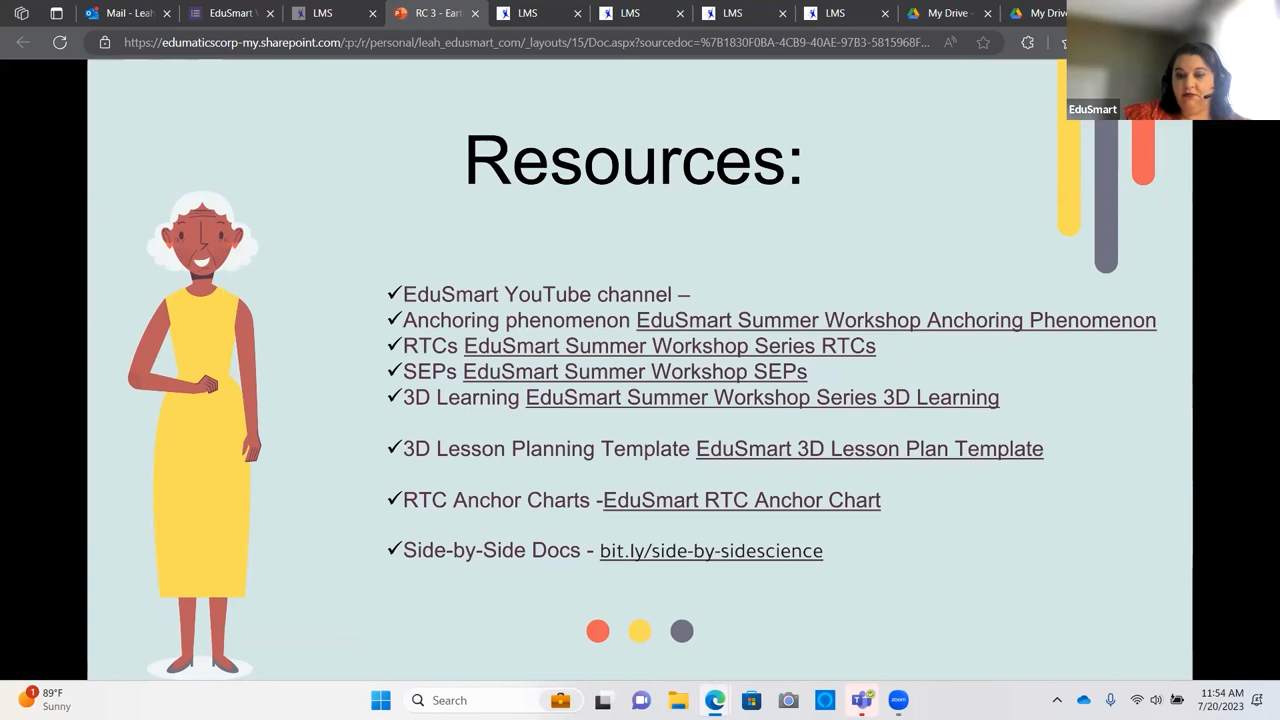 Mail - Leah
EduSmart V
LMS
RC 3 - Eart
LMS
LMS
LMS
LMS
My Drive -
My Drive
https://edumaticscorp-my.sharepoint.com/:p:/r/personal/leah_edusmart_com/_layouts/15/Doc.aspx?sourcedoc=%7B1830F0BA-4CB9-40AE-97B3-5815968F...
EduSmart
Resources:
✓EduSmart YouTube channel –
✓Anchoring phenomenon EduSmart Summer Workshop Anchoring Phenomenon
✓RTCs EduSmart Summer Workshop Series RTCs
✓SEPs EduSmart Summer Workshop SEPs
✓3D Learning EduSmart Summer Workshop Series 3D Learning
✓3D Lesson Planning Template EduSmart 3D Lesson Plan Template
✓RTC Anchor Charts -EduSmart RTC Anchor Chart
✓Side-by-Side Docs - bit.ly/side-by-sidescience
1
89°F
Sunny
Search
11:54 AM
7/20/2023